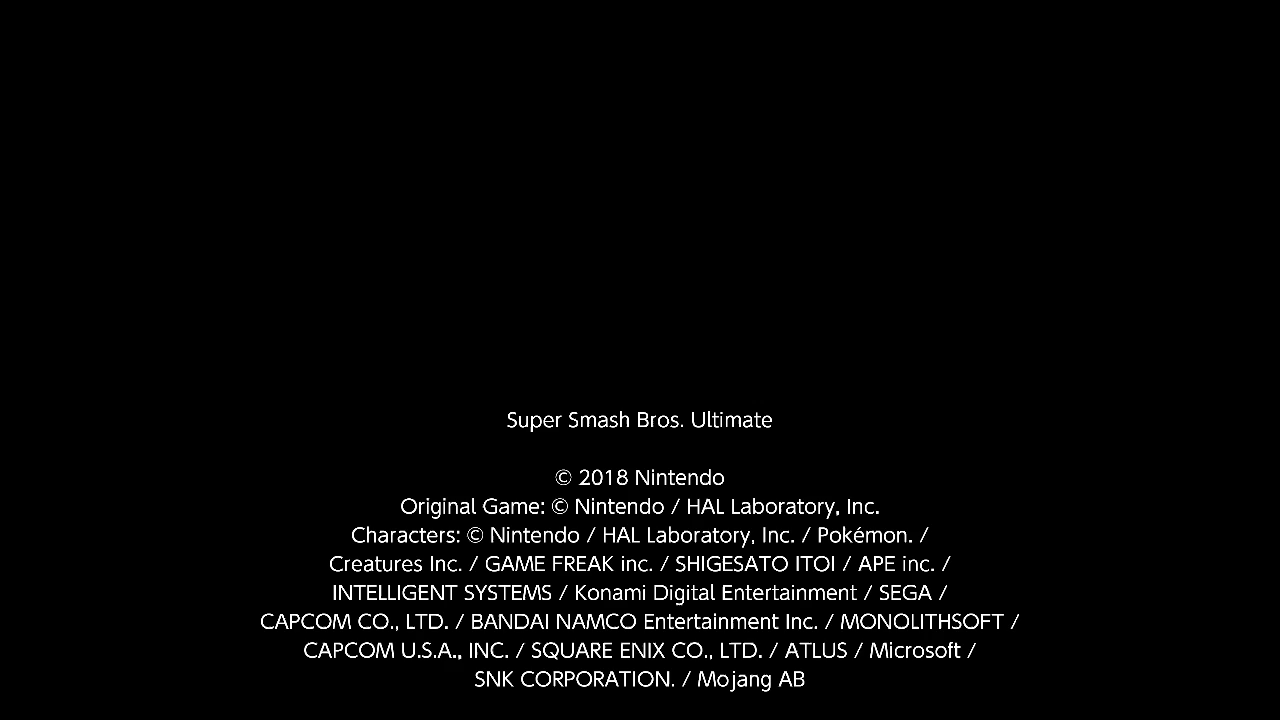 Super Smash Bros. Ultimate
© 2018 Nintendo
Original Game: © Nintendo / HAL Laboratory, Inc.
Characters: © Nintendo / HAL Laboratory, Inc. / Pokémon. /
Creatures Inc. / GAME FREAK inc. / SHIGESATO ITOI / APE inc. /
INTELLIGENT SYSTEMS / Konami Digital Entertainment / SEGA /
CAPCOM CO., LTD. / BANDAI NAMCO Entertainment Inc. / MONOLITHSOFT /
CAPCOM U.S.A., INC. / SQUARE ENIX CO., LTD. / ATLUS / Microsoft /
SNK CORPORATION. / Mojang AB